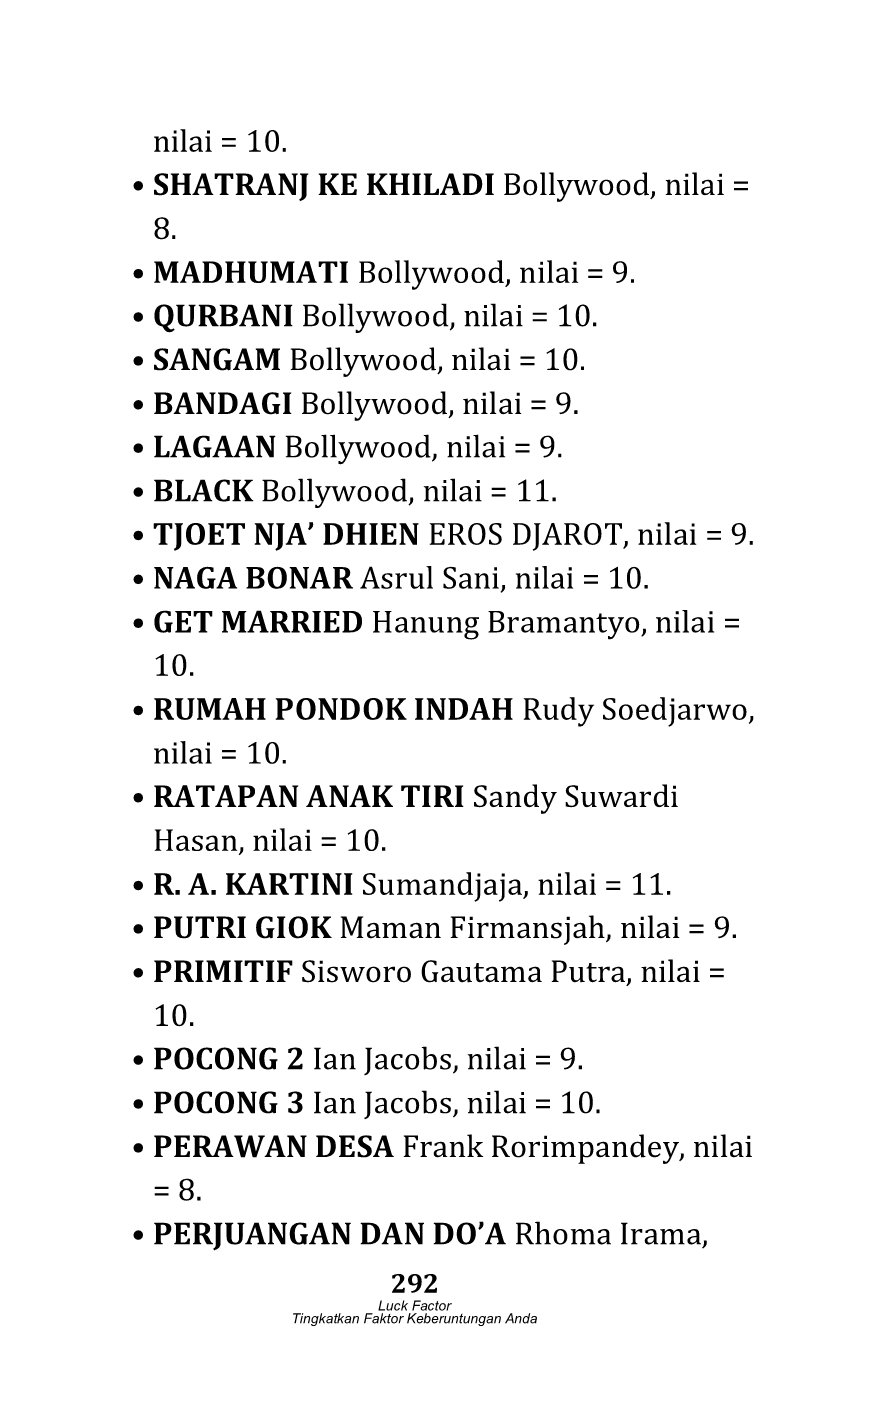 nilai = 10.
• SHATRANJ KE KHILADI Bollywood, nilai =
8.
• MADHUMATI Bollywood, nilai = 9.
• QURBANI Bollywood, nilai = 10.
• SANGAM Bollywood, nilai = 10.
• BANDAGI Bollywood, nilai = 9.
• LAGAAN Bollywood, nilai = 9.
• BLACK Bollywood, nilai = 11.
• TJOET NJA’ DHIEN EROS DJAROT, nilai = 9.
• NAGA BONAR Asrul Sani, nilai = 10.
• GET MARRIED Hanung Bramantyo, nilai =
10.
• RUMAH PONDOK INDAH Rudy Soedjarwo,
nilai = 10.
• RATAPAN ANAK TIRI Sandy Suwardi
Hasan, nilai = 10.
• R. A. KARTINI Sumandjaja, nilai = 11.
• PUTRI GIOK Maman Firmansjah, nilai = 9.
• PRIMITIF Sisworo Gautama Putra, nilai =
10.
• POCONG 2 Ian Jacobs, nilai = 9.
• POCONG 3 Ian Jacobs, nilai = 10.
• PERAWAN DESA Frank Rorimpandey, nilai
= 8.
• PERJUANGAN DAN DO’A Rhoma Irama,
292
Luck Factor
Tingkatkan Faktor Keberuntungan Anda